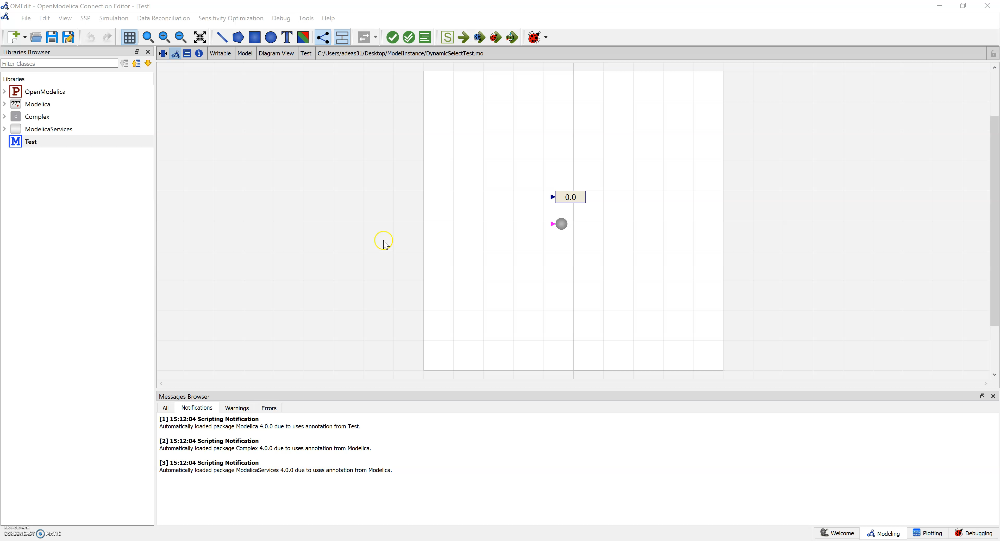 OMEdit - OpenModelica Connection Editor - [Test]
File Edit View SSP Simulation Data Reconciliation Sensitivity Optimization Debug Tools Help
T S
Libraries Browser
Writable Model Diagram View Test C:/Users/adeas31/Desktop/ModelInstance/DynamicSelectTest.mo
Filter Classes
Libraries
P OpenModelica
m Modelica
C Complex
ModelicaServices
M Test
0.0
Messages Browser
All Notifications Warnings Errors
[1] 15:12:04 Scripting Notification
Automatically loaded package Modelica 4.0.0 due to uses annotation from Test.
[2] 15:12:04 Scripting Notification
Automatically loaded package Complex 4.0.0 due to uses annotation from Modelica.
[3] 15:12:04 Scripting Notification
Automatically loaded package ModelicaServices 4.0.0 due to uses annotation from Modelica.
RECORDED WITH
SCREENCAST MATIC
Welcome Modeling Plotting Debugging